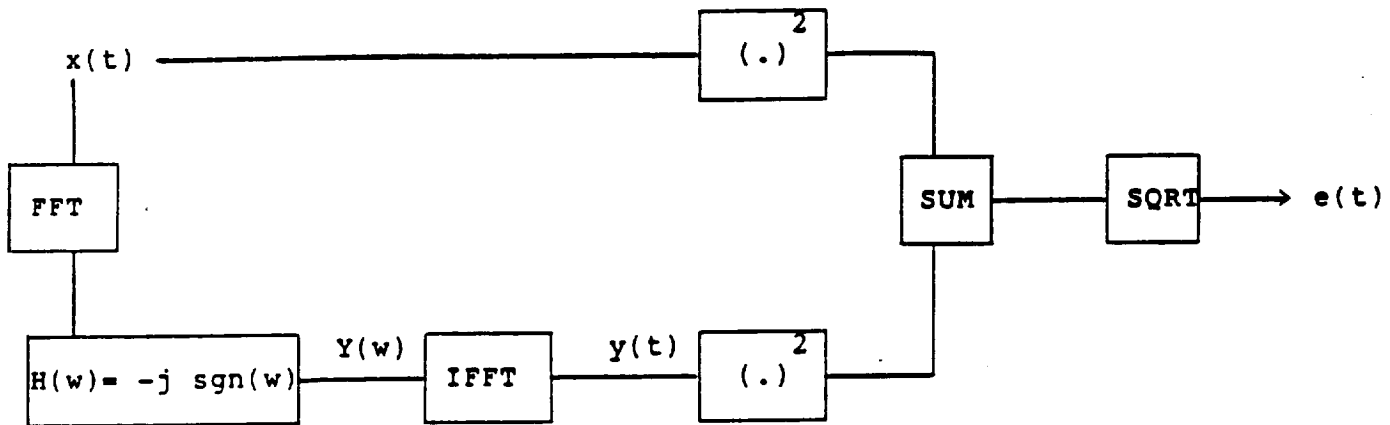 x(t)
(.)²
FFT
SUM
SQRT
e(t)
H(w)= -j sgn(w)
Y(w)
IFFT
y(t)
(.)²